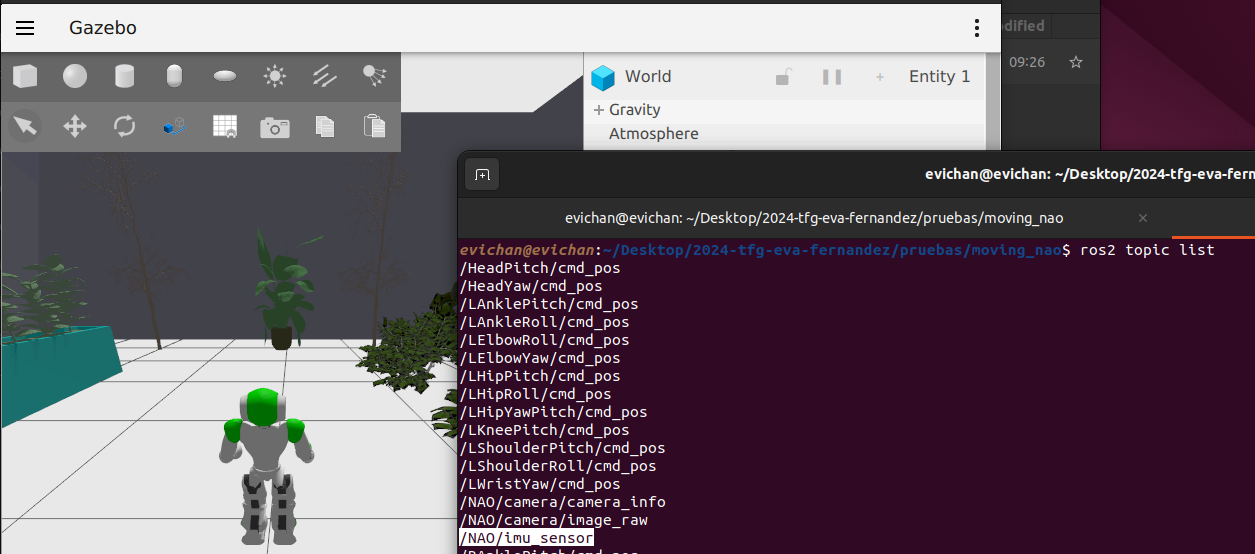 Gazebo
odified
World
Entity 1
+ Gravity
Atmosphere
09:26
evichan@evichan: ~/Desktop/2024-tfg-eva-fern
evichan@evichan: ~/Desktop/2024-tfg-eva-fernandez/pruebas/moving_nao
evichan@evichan:~/Desktop/2024-tfg-eva-fernandez/pruebas/moving_nao$ ros2 topic list
/HeadPitch/cmd_pos
/HeadYaw/cmd_pos
/LAnklePitch/cmd_pos
/LAnkleRoll/cmd_pos
/LElbowRoll/cmd_pos
/LElbowYaw/cmd_pos
/LHipPitch/cmd_pos
/LHipRoll/cmd_pos
/LHipYawPitch/cmd_pos
/LKneePitch/cmd_pos
/LShoulderPitch/cmd_pos
/LShoulderRoll/cmd_pos
/LWristYaw/cmd_pos
/NAO/camera/camera_info
/NAO/camera/image_raw
/NAO/imu_sensor
/RAnklePitch/cmd_pos